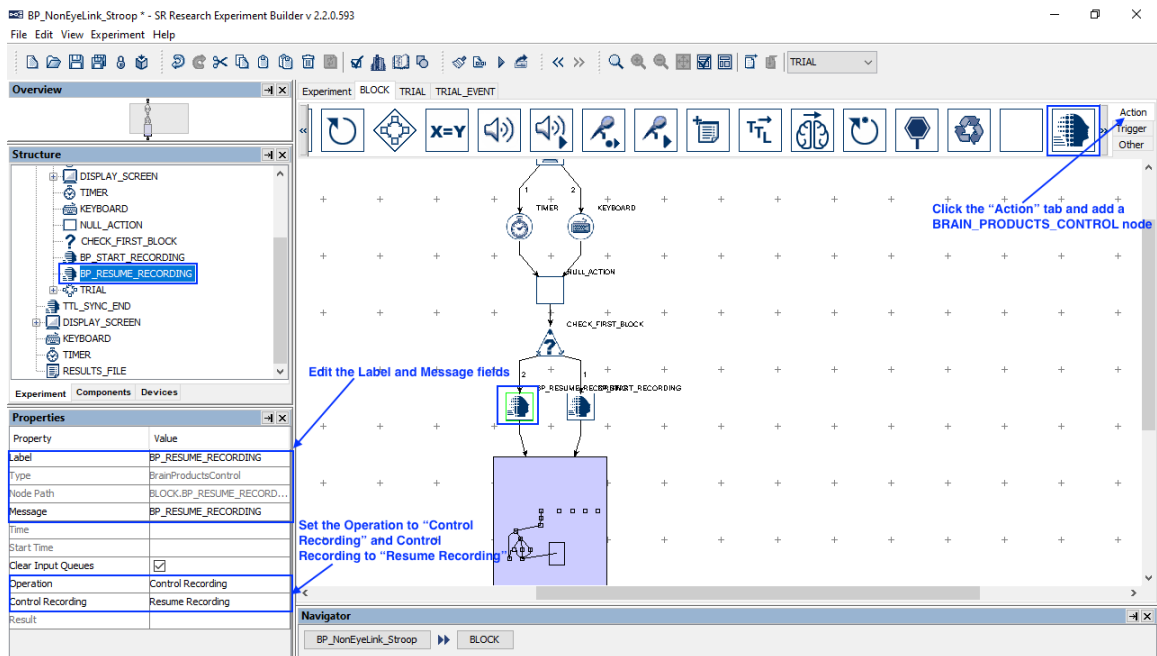 BP_NonEyeLink_Stroop * - SR Research Experiment Builder v 2.2.0.593
File Edit View Experiment Help
TRIAL
Overview
Experiment BLOCK TRIAL TRIAL_EVENT
X=Y
TTL
Action
Trigger
Other
Structure
DISPLAY_SCREEN
TIMER
KEYBOARD
NULL_ACTION
CHECK_FIRST_BLOCK
BP_START_RECORDING
BP_RESUME_RECORDING
TRIAL
TTL_SYNC_END
DISPLAY_SCREEN
KEYBOARD
TIMER
RESULTS_FILE
Experiment Components Devices
Click the “Action” tab and add a
BRAIN_PRODUCTS_CONTROL node
1 2
TIMER KEYBOARD
NULL_ACTION
CHECK_FIRST_BLOCK
2 1
Edit the Label and Message fields
Properties
Property Value
Label BP_RESUME_RECORDING
Type BrainProductsControl
Node Path BLOCK.BP_RESUME_RECORD...
Message BP_RESUME_RECORDING
Time
Start Time
Clear Input Queues
Operation Control Recording
Control Recording Resume Recording
Result
Set the Operation to “Control
Recording” and Control
Recording to “Resume Recording”
Navigator
BP_NonEyeLink_Stroop BLOCK